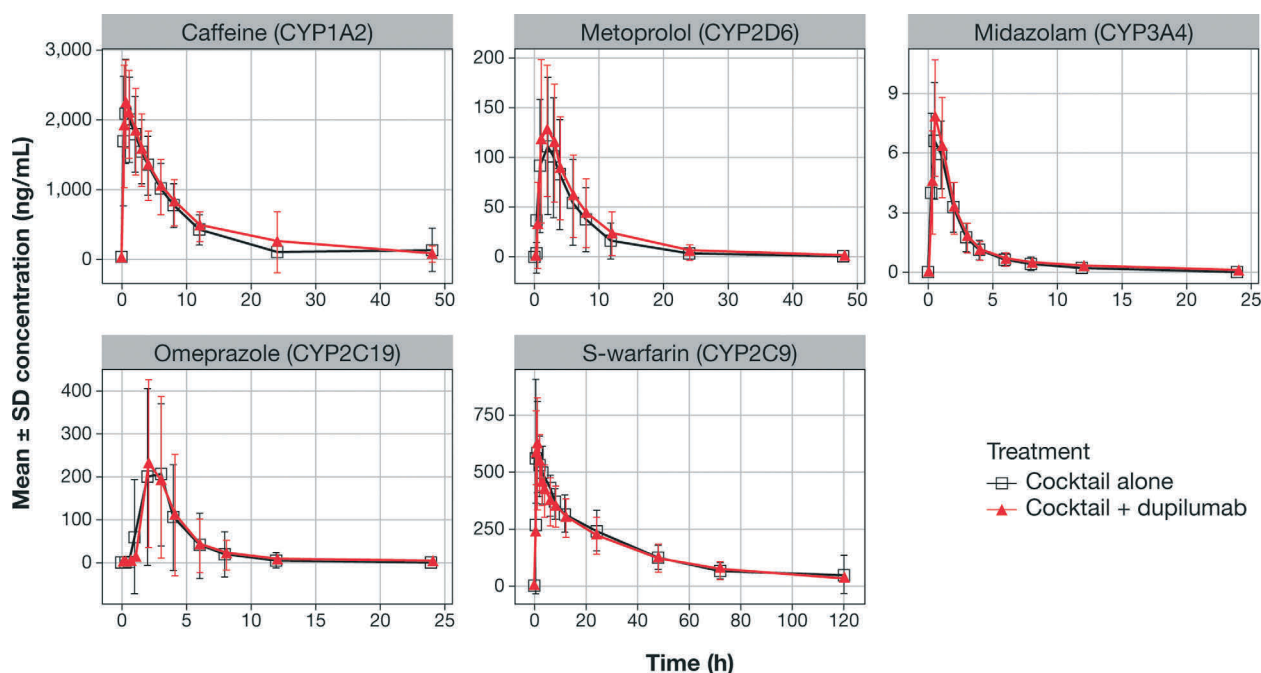 Caffeine (CYP1A2)
Metoprolol (CYP2D6)
Midazolam (CYP3A4)
3,000
2,000
1,000
0
0 10 20 30 40 50
200
150
100
50
0
0 10 20 30 40 50
9
6
3
0
0 5 10 15 20 25
Mean ± SD concentration (ng/mL)
Omeprazole (CYP2C19)
S-warfarin (CYP2C9)
400
300
200
100
0
0 5 10 15 20 25
750
500
250
0
0 20 40 60 80 100 120
Treatment
Cocktail alone
Cocktail + dupilumab
Time (h)